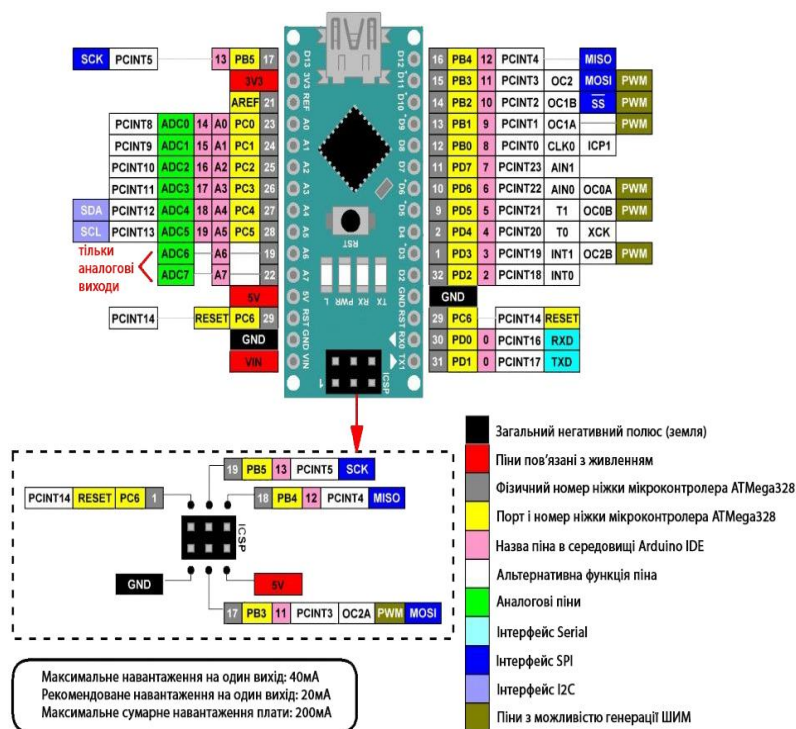 SCK PCINT5 13 PB5 17
3V3
AREF 21
PCINT8 ADC0 14 A0 PC0 23
PCINT9 ADC1 15 A1 PC1 24
PCINT10 ADC2 16 A2 PC2 25
PCINT11 ADC3 17 A3 PC3 26
SDA PCINT12 ADC4 18 A4 PC4 27
SCL PCINT13 ADC5 19 A5 PC5 28
тільки
аналогові
виходи
ADC6 A6 19
ADC7 A7 22
5V
PCINT14 RESET PC6 29
GND
VIN
D13
3V3
REF
A0
A1
A2
A3
A4
A5
A6
A7
5V
RST
GND
VIN
RST
L PWR RX TX
1
ICSP
D12
D11
D10
D9
D8
D7
D6
D5
D4
D3
D2
GND
RST
RX0
TX1
16 PB4 12 PCINT4 MISO
15 PB3 11 PCINT3 OC2 MOSI PWM
14 PB2 10 PCINT2 OC1B SS PWM
13 PB1 9 PCINT1 OC1A PWM
12 PB0 8 PCINT0 CLK0 ICP1
11 PD7 7 PCINT23 AIN1
10 PD6 6 PCINT22 AIN0 OC0A PWM
9 PD5 5 PCINT21 T1 OC0B PWM
2 PD4 4 PCINT20 T0 XCK
1 PD3 3 PCINT19 INT1 OC2B PWM
32 PD2 2 PCINT18 INT0
GND
29 PC6 PCINT14 RESET
30 PD0 0 PCINT16 RXD
31 PD1 0 PCINT17 TXD
19 PB5 13 PCINT5 SCK
PCINT14 RESET PC6 1
18 PB4 12 PCINT4 MISO
ICSP
GND
5V
17 PB3 11 PCINT3 OC2A PWM MOSI
Загальний негативний полюс (земля)
Піни пов’язані з живленням
Фізичний номер ніжки мікроконтролера ATMega328
Порт і номер ніжки мікроконтролера ATMega328
Назва піна в середовищі Arduino IDE
Альтернативна функція піна
Аналогові піни
Інтерфейс Serial
Інтерфейс SPI
Інтерфейс I2C
Піни з можливістю генерації ШИМ
Максимальне навантаження на один вихід: 40мА
Рекомендоване навантаження на один вихід: 20мА
Максимальне сумарне навантаження плати: 200мА